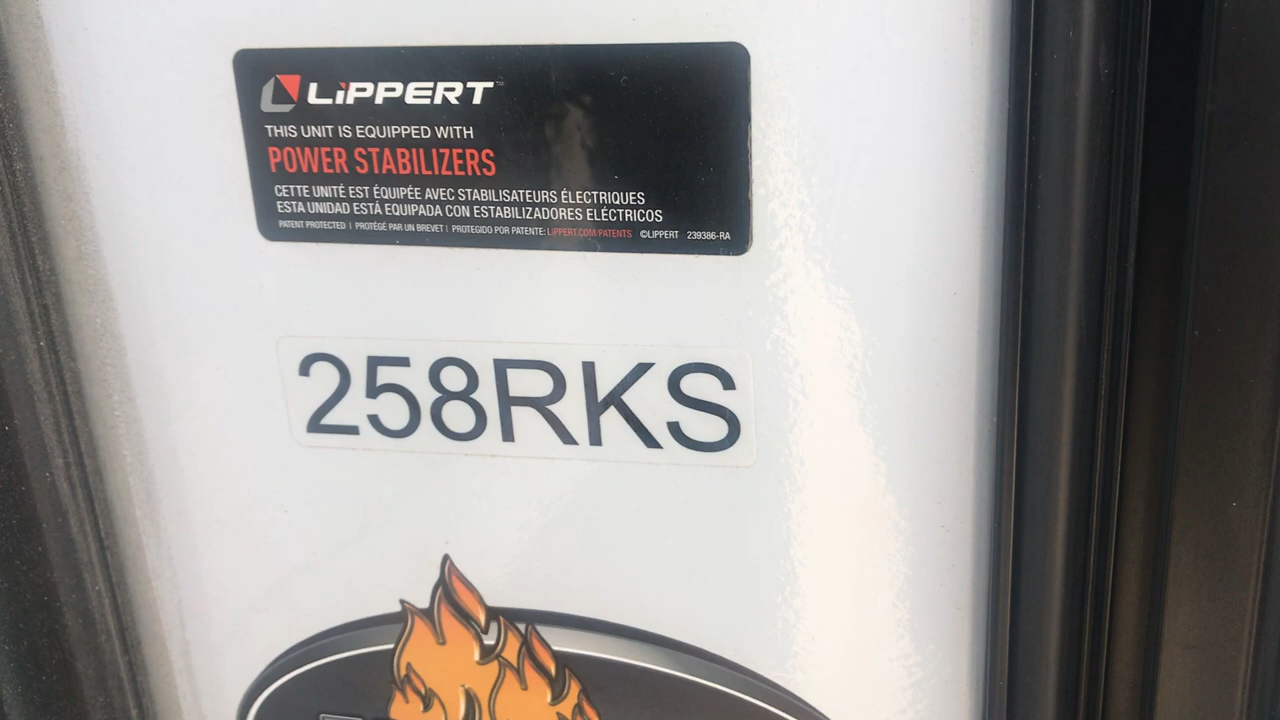 LiPPERT™
THIS UNIT IS EQUIPPED WITH
POWER STABILIZERS
CETTE UNITÉ EST ÉQUIPÉE AVEC STABILISATEURS ÉLECTRIQUES
ESTA UNIDAD ESTÁ EQUIPADA CON ESTABILIZADORES ELÉCTRICOS
PATENT PROTECTED | PROTÉGÉ PAR UN BREVET | PROTEGIDO POR PATENTE: LIPPERT.COM/PATENTS ©LIPPERT 239386-RA
258RKS